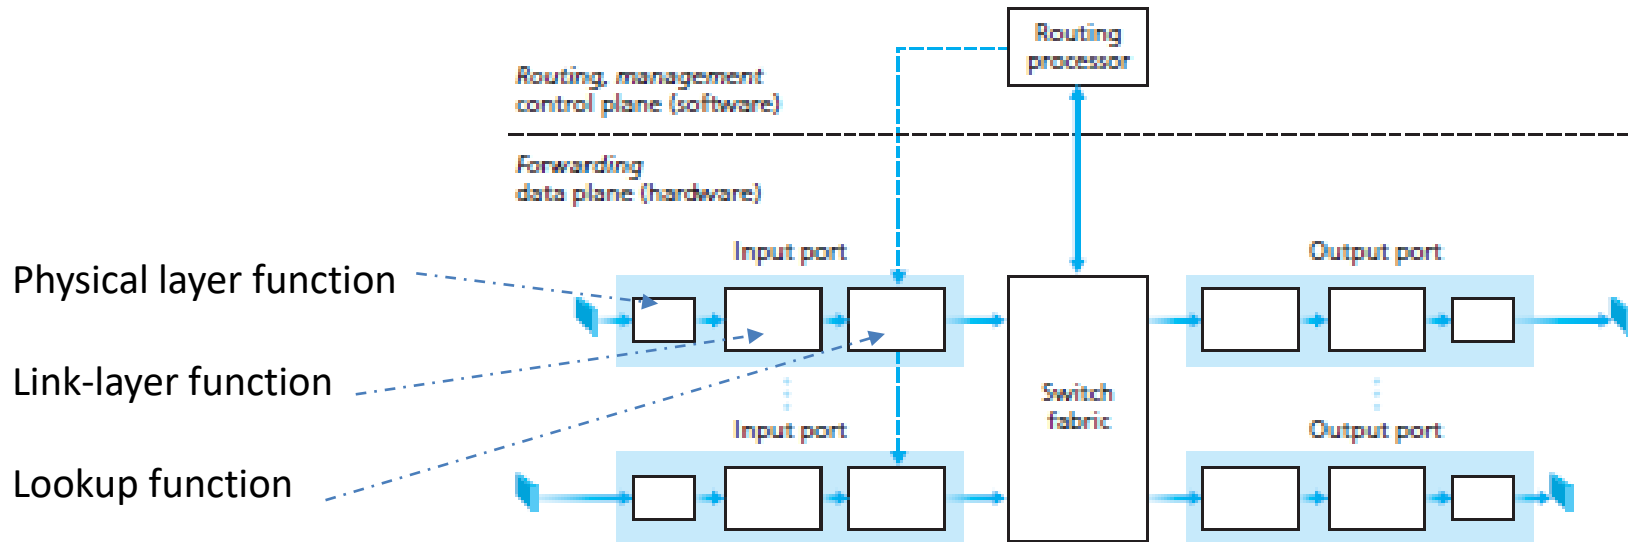 Routing
processor
Routing, management
control plane (software)
Forwarding
data plane (hardware)
Input port
Output port
Physical layer function
Link-layer function
Switch
fabric
Input port
Output port
Lookup function